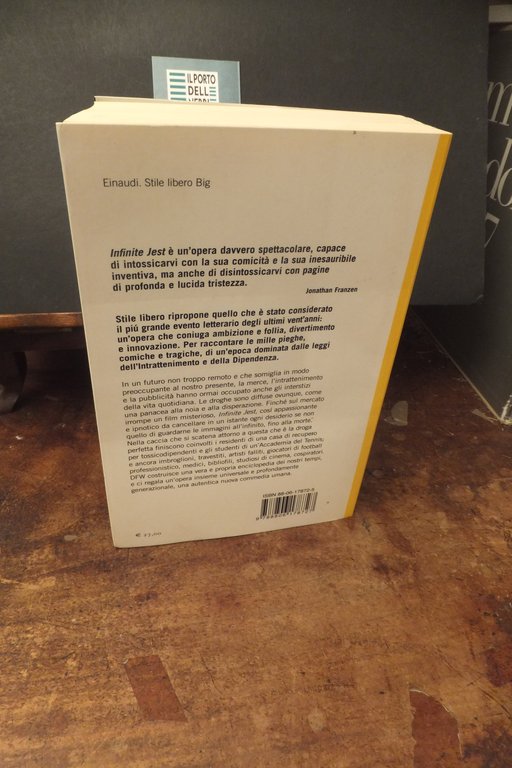 IL PORTO
DELL
Einaudi. Stile libero Big
Infinite Jest è un'opera davvero spettacolare, capace
di intossicarvi con la sua comicità e la sua inesauribile
inventiva, ma anche di disintossicarvi con pagine
di profonda e lucida tristezza.
Jonathan Franzen
Stile libero ripropone quello che è stato considerato
il piú grande evento letterario degli ultimi vent'anni:
un'opera che coniuga ambizione e follia, divertimento
e innovazione. Per raccontare le mille pieghe,
comiche e tragiche, di un'epoca dominata dalle leggi
dell'Intrattenimento e della Dipendenza.
In un futuro non troppo remoto e che somiglia in modo
preoccupante al nostro presente, la merce, l'intrattenimento
e la pubblicità hanno ormai occupato anche gli interstizi
della vita quotidiana. Le droghe sono diffuse ovunque, come
una panacea alla noia e alla disperazione. Finché sul mercato
irrompe un film misterioso, Infinite Jest, cosí appassionante
e ipnotico da cancellare in un istante ogni desiderio se non
quello di guardarne le immagini all'infinito, fino alla morte.
Nella caccia che si scatena attorno a questa che è la droga
perfetta finiscono coinvolti i residenti di una casa di recupero
per tossicodipendenti e gli studenti di un'Accademia del Tennis;
e ancora imbroglioni, travestiti, artisti falliti, giocatori di football
professionistico, medici, bibliofili, studiosi di cinema, cospiratori.
DFW costruisce una vera e propria enciclopedia dei nostri tempi,
e ci regala un'opera insieme universale e profondamente
generazionale, una autentica nuova commedia umana.
ISBN 88-06-17872-5